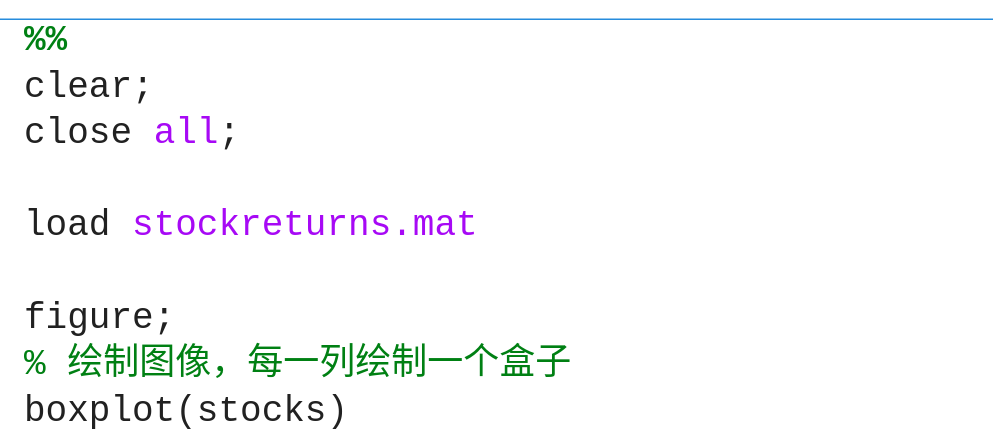 %%
clear;
close all;
load stockreturns.mat
figure;
% 绘制图像，每一列绘制一个盒子
boxplot(stocks)